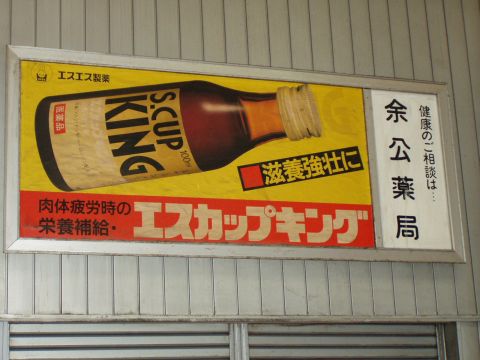 エスエス製薬
医薬品
S.CUP
KING
100ml
滋養強壮に
肉体疲労時の
栄養補給・
エスカップキング
健康のご相談は…
余公薬局